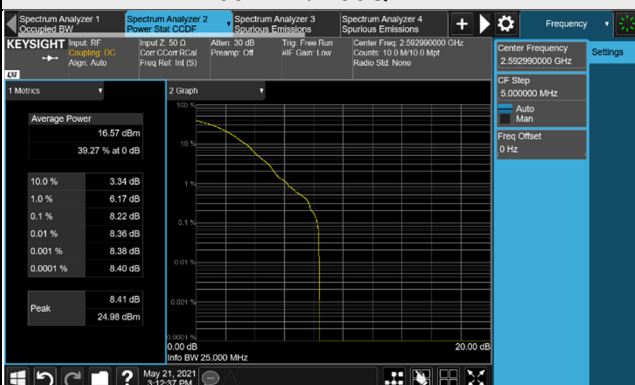 Spectrum Analyzer 1
Occupied BW
Spectrum Analyzer 2
Power Stat CCDF
Spectrum Analyzer 3
Spurious Emissions
Spectrum Analyzer 4
Spurious Emissions
Frequency
KEYSIGHT
Input: RF
Coupling: DC
Align: Auto
Input Z: 50 Ω
Corr CCorr RCal
Freq Ref: Int (S)
Atten: 30 dB
Preamp: Off
Trig: Free Run
#IF Gain: Low
Center Freq: 2.592990000 GHz
Counts: 10.0 M/10.0 Mpt
Radio Std: None
LXI
Center Frequency
2.592990000 GHz
Settings
CF Step
5.000000 MHz
Auto
Man
Freq Offset
0 Hz
1 Metrics
2 Graph
Average Power
16.57 dBm
39.27 % at 0 dB
10.0 % 3.34 dB
1.0 % 6.17 dB
0.1 % 8.22 dB
0.01 % 8.36 dB
0.001 % 8.38 dB
0.0001 % 8.40 dB
Peak
8.41 dB
24.98 dBm
100 %
10 %
1 %
0.1 %
0.01 %
0.001 %
0.0001 %
0.00 dB
20.00 dB
Info BW 25.000 MHz
May 21, 2021
3:12:37 PM